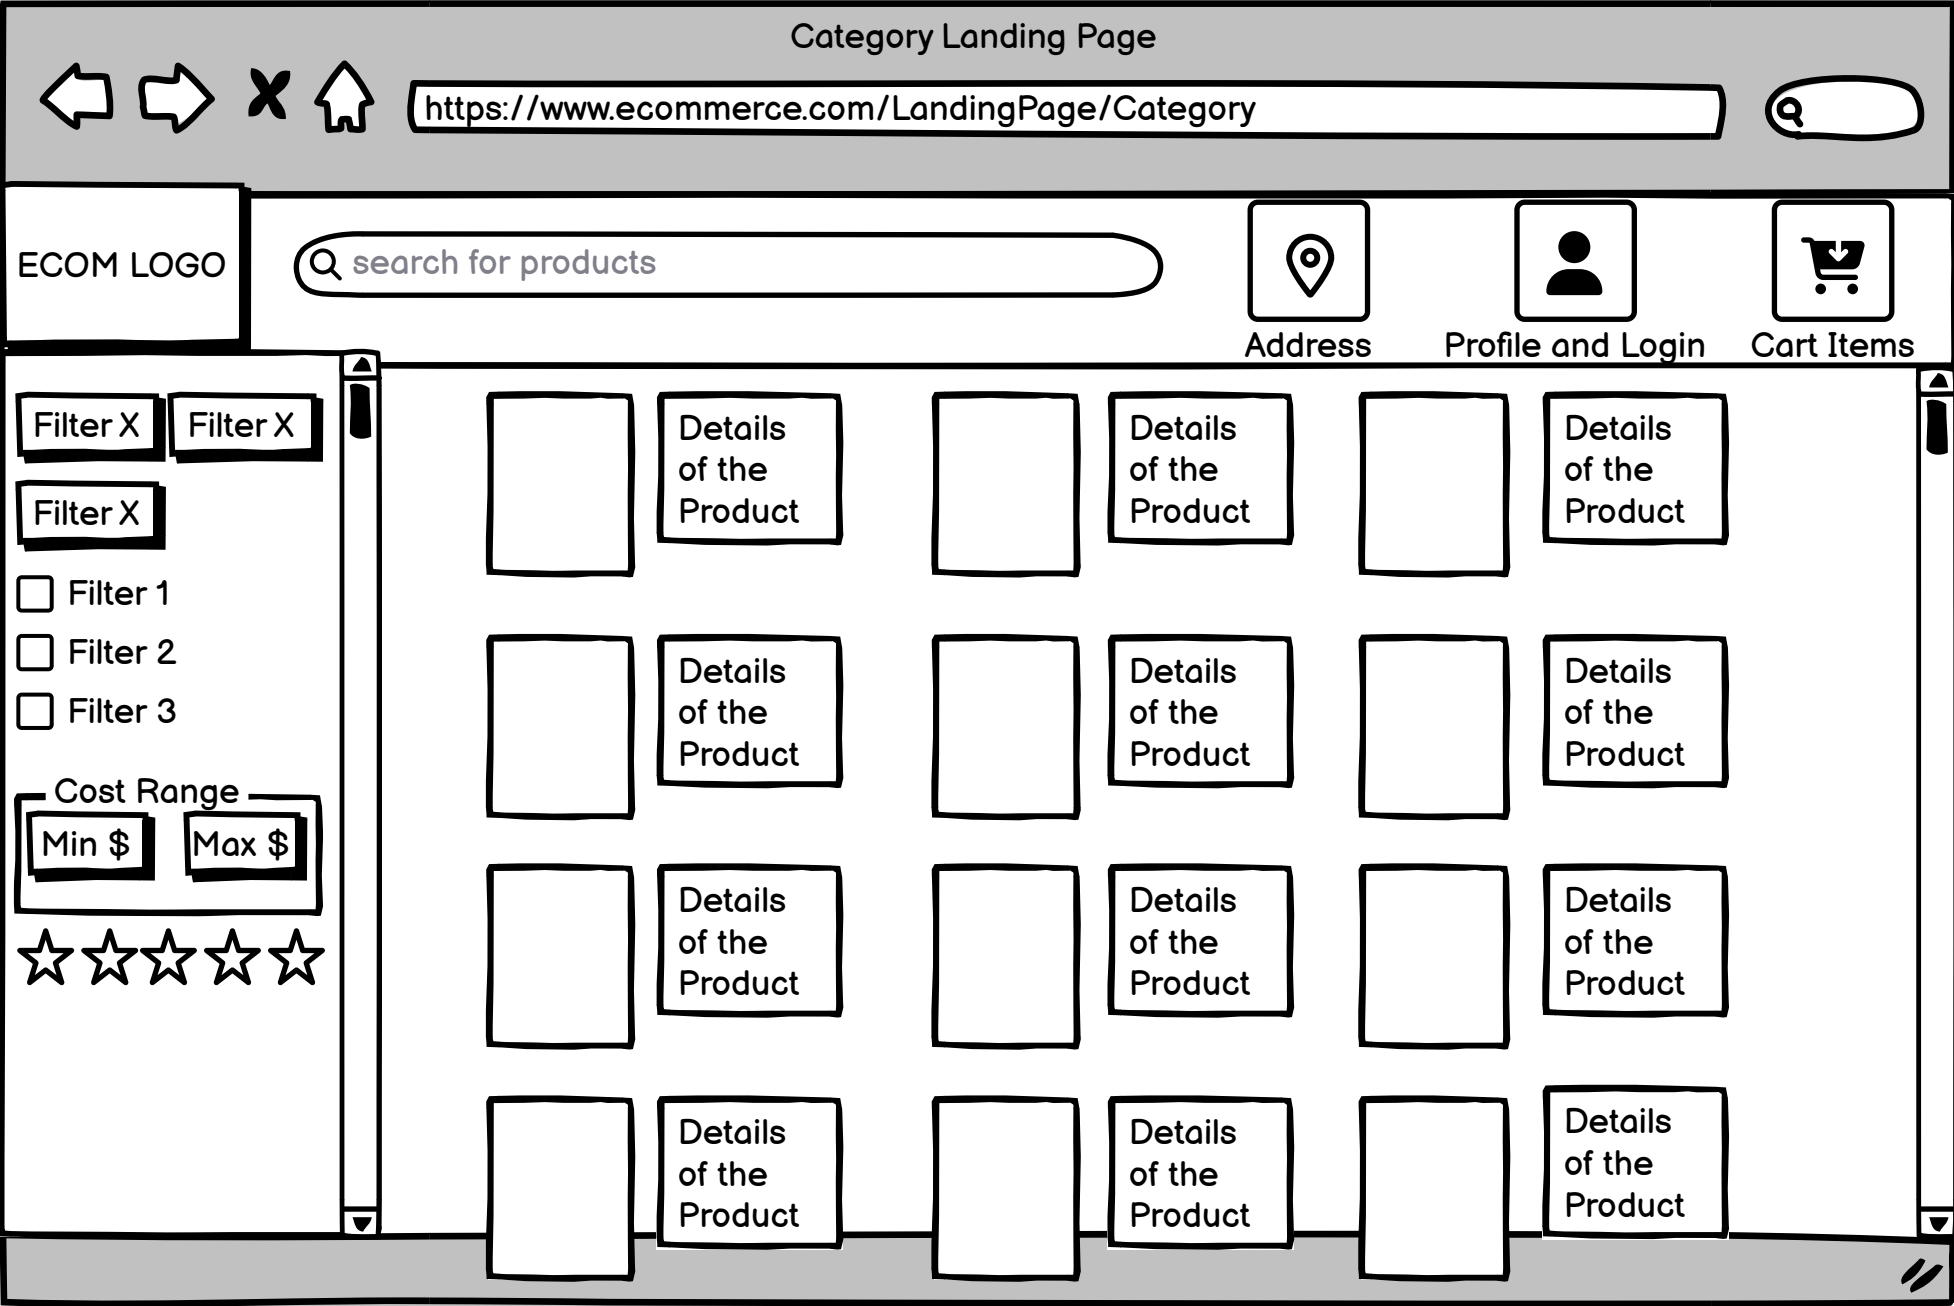 Category Landing Page
https://www.ecommerce.com/LandingPage/Category
ECOM LOGO
search for products
Address
Profile and Login
Cart Items
Filter X
Filter X
Filter X
Filter 1
Filter 2
Filter 3
Cost Range
Min $
Max $
Details
of the
Product
Details
of the
Product
Details
of the
Product
Details
of the
Product
Details
of the
Product
Details
of the
Product
Details
of the
Product
Details
of the
Product
Details
of the
Product
Details
of the
Product
Details
of the
Product
Details
of the
Product